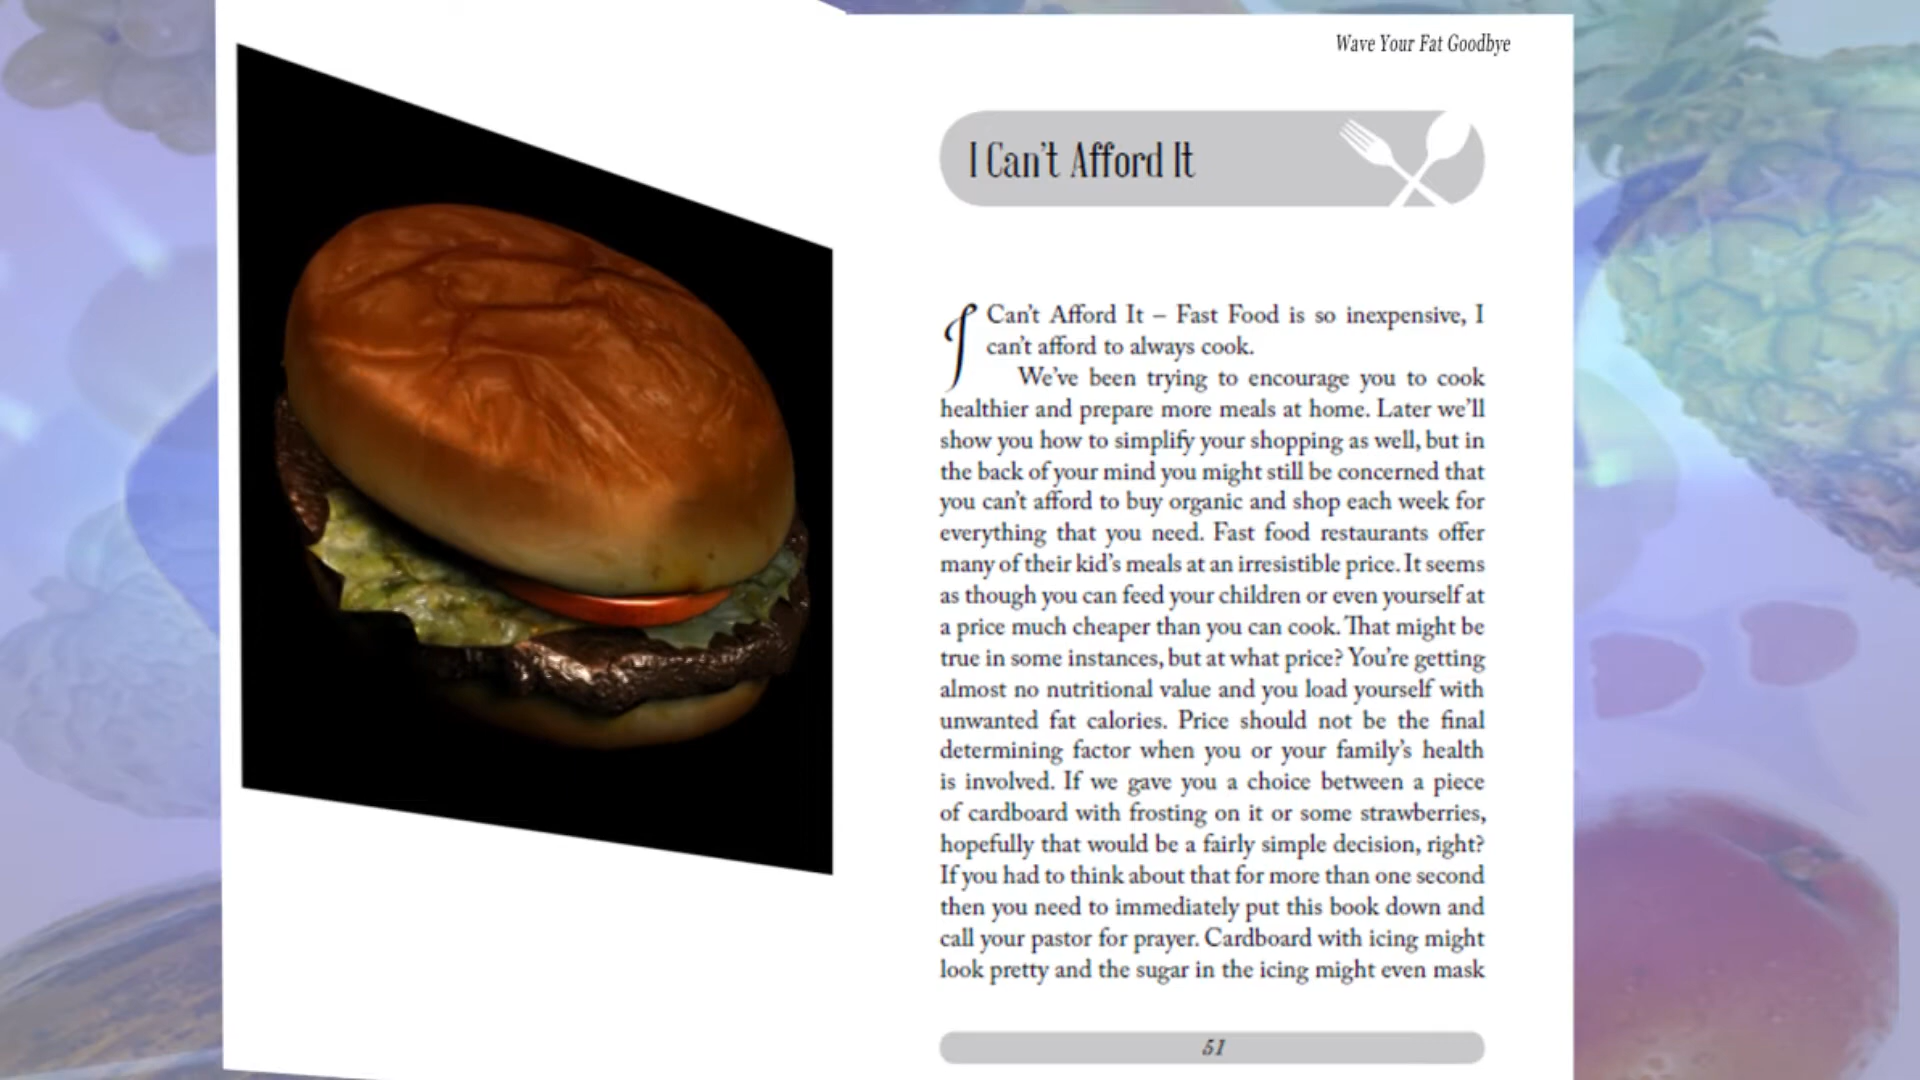 Wave Your Fat Goodbye
I Can't Afford It
I Can't Afford It – Fast Food is so inexpensive, I
can't afford to always cook.
We've been trying to encourage you to cook
healthier and prepare more meals at home. Later we'll
show you how to simplify your shopping as well, but in
the back of your mind you might still be concerned that
you can't afford to buy organic and shop each week for
everything that you need. Fast food restaurants offer
many of their kid's meals at an irresistible price. It seems
as though you can feed your children or even yourself at
a price much cheaper than you can cook. That might be
true in some instances, but at what price? You're getting
almost no nutritional value and you load yourself with
unwanted fat calories. Price should not be the final
determining factor when you or your family's health
is involved. If we gave you a choice between a piece
of cardboard with frosting on it or some strawberries,
hopefully that would be a fairly simple decision, right?
If you had to think about that for more than one second
then you need to immediately put this book down and
call your pastor for prayer. Cardboard with icing might
look pretty and the sugar in the icing might even mask
51